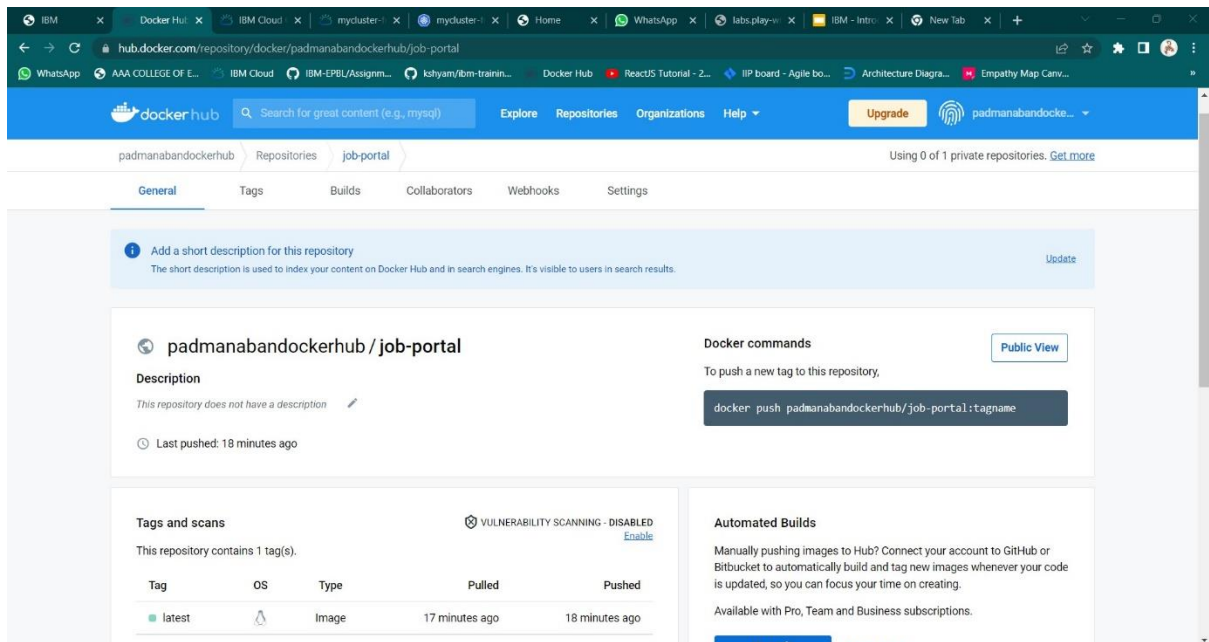 IBM
Docker Hub
IBM Cloud
mycluster-f
mycluster-f
Home
WhatsApp
labs.play-w
IBM - Intro
New Tab
hub.docker.com/repository/docker/padmanabandockerhub/job-portal
WhatsApp
AAA COLLEGE OF E...
IBM Cloud
IBM-EPBL/Assignm...
kshyam/ibm-trainin...
Docker Hub
ReactJS Tutorial - 2...
IIP board - Agile bo...
Architecture Diagra...
Empathy Map Canv...
»
dockerhub
Search for great content (e.g., mysql)
Explore
Repositories
Organizations
Help
Upgrade
padmanabandocke...
padmanabandockerhub
Repositories
job-portal
Using 0 of 1 private repositories. Get more
General
Tags
Builds
Collaborators
Webhooks
Settings
Add a short description for this repository
The short description is used to index your content on Docker Hub and in search engines. It's visible to users in search results.
Update
padmanabandockerhub / job-portal
Description
This repository does not have a description
Last pushed: 18 minutes ago
Docker commands
Public View
To push a new tag to this repository,
docker push padmanabandockerhub/job-portal:tagname
Tags and scans
VULNERABILITY SCANNING - DISABLED
Enable
This repository contains 1 tag(s).
Tag OS Type Pulled Pushed
latest Image 17 minutes ago 18 minutes ago
Automated Builds
Manually pushing images to Hub? Connect your account to GitHub or
Bitbucket to automatically build and tag new images whenever your code
is updated, so you can focus your time on creating.
Available with Pro, Team and Business subscriptions.